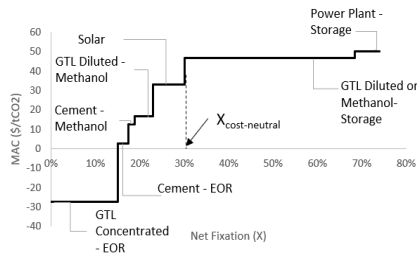 60
50
40
30
20
10
0
-10
-20
-30
-40
MAC ($/tCO2)
0%
10%
20%
30%
40%
50%
60%
70%
80%
Net Fixation (X)
Solar
GTL Diluted -
Methanol
Cement -
Methanol
Power Plant -
Storage
GTL Diluted or
Methanol-
Storage
Xcost-neutral
Cement - EOR
GTL
Concentrated
- EOR